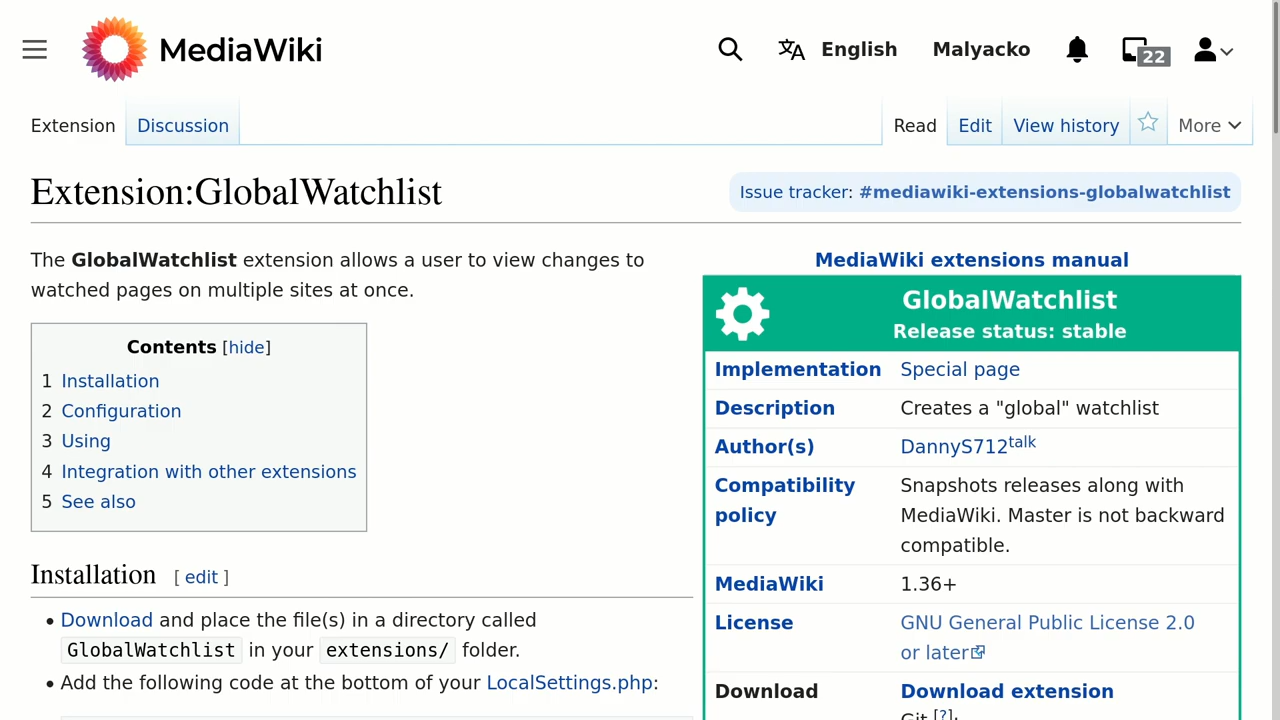 MediaWiki
English
Malyacko
22
Extension
Discussion
Read
Edit
View history
More
Extension:GlobalWatchlist
Issue tracker: #mediawiki-extensions-globalwatchlist
The GlobalWatchlist extension allows a user to view changes to
watched pages on multiple sites at once.
Contents [hide]
1 Installation
2 Configuration
3 Using
4 Integration with other extensions
5 See also
Installation [ edit ]
• Download and place the file(s) in a directory called
GlobalWatchlist in your extensions/ folder.
• Add the following code at the bottom of your LocalSettings.php:
MediaWiki extensions manual
GlobalWatchlist
Release status: stable
Implementation Special page
Description Creates a "global" watchlist
Author(s) DannyS712talk
Compatibility
policy
Snapshots releases along with
MediaWiki. Master is not backward
compatible.
MediaWiki 1.36+
License GNU General Public License 2.0
or later
Download Download extension
Git [?]: